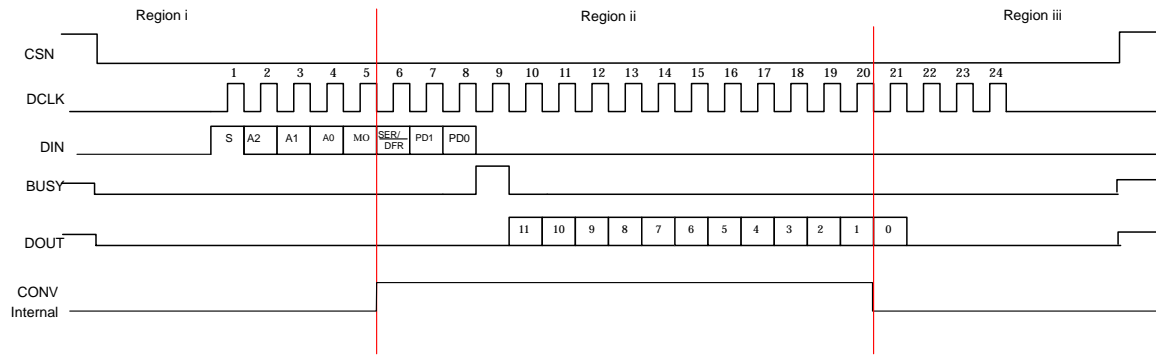 Region i Region ii Region iii
CSN
1 2 3 4 5 6 7 8 9 10 11 12 13 14 15 16 17 18 19 20 21 22 23 24
DCLK
S A2 A1 A0 MO SER/ PD1 PD0
DFR
DIN
BUSY
11 10 9 8 7 6 5 4 3 2 1 0
DOUT
CONV
Internal